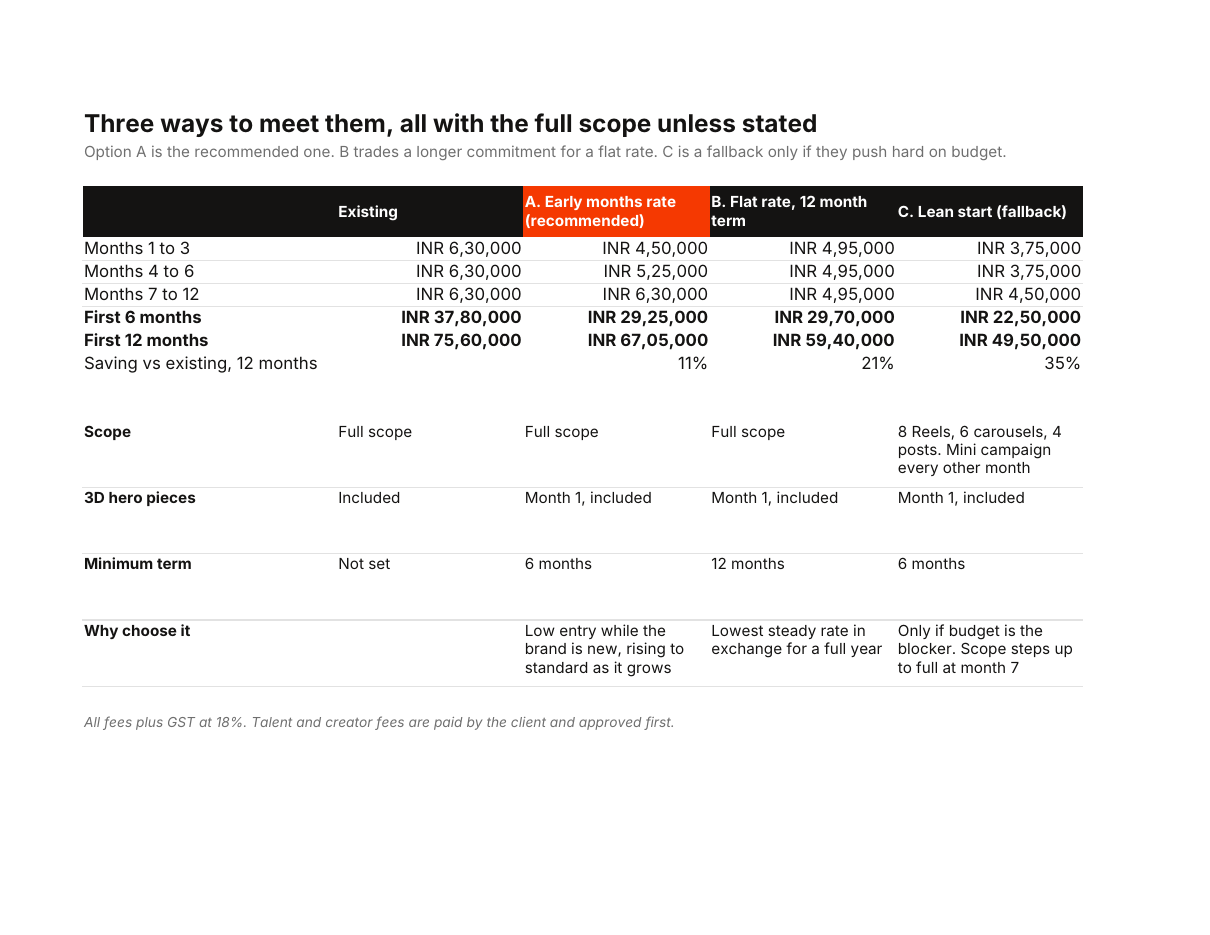 Three ways to meet them, all with the full scope unless stated
Option A is the recommended one. B trades a longer commitment for a flat rate. C is a fallback only if they push hard on budget.
Existing A. Early months rate (recommended) B. Flat rate, 12 month term C. Lean start (fallback)
Months 1 to 3 INR 6,30,000 INR 4,50,000 INR 4,95,000 INR 3,75,000
Months 4 to 6 INR 6,30,000 INR 5,25,000 INR 4,95,000 INR 3,75,000
Months 7 to 12 INR 6,30,000 INR 6,30,000 INR 4,95,000 INR 4,50,000
First 6 months INR 37,80,000 INR 29,25,000 INR 29,70,000 INR 22,50,000
First 12 months INR 75,60,000 INR 67,05,000 INR 59,40,000 INR 49,50,000
Saving vs existing, 12 months 11% 21% 35%
Scope Full scope Full scope Full scope 8 Reels, 6 carousels, 4
posts. Mini campaign
every other month
3D hero pieces Included Month 1, included Month 1, included Month 1, included
Minimum term Not set 6 months 12 months 6 months
Why choose it Low entry while the brand is new, rising to standard as it grows Lowest steady rate in exchange for a full year Only if budget is the blocker. Scope steps up to full at month 7
All fees plus GST at 18%. Talent and creator fees are paid by the client and approved first.